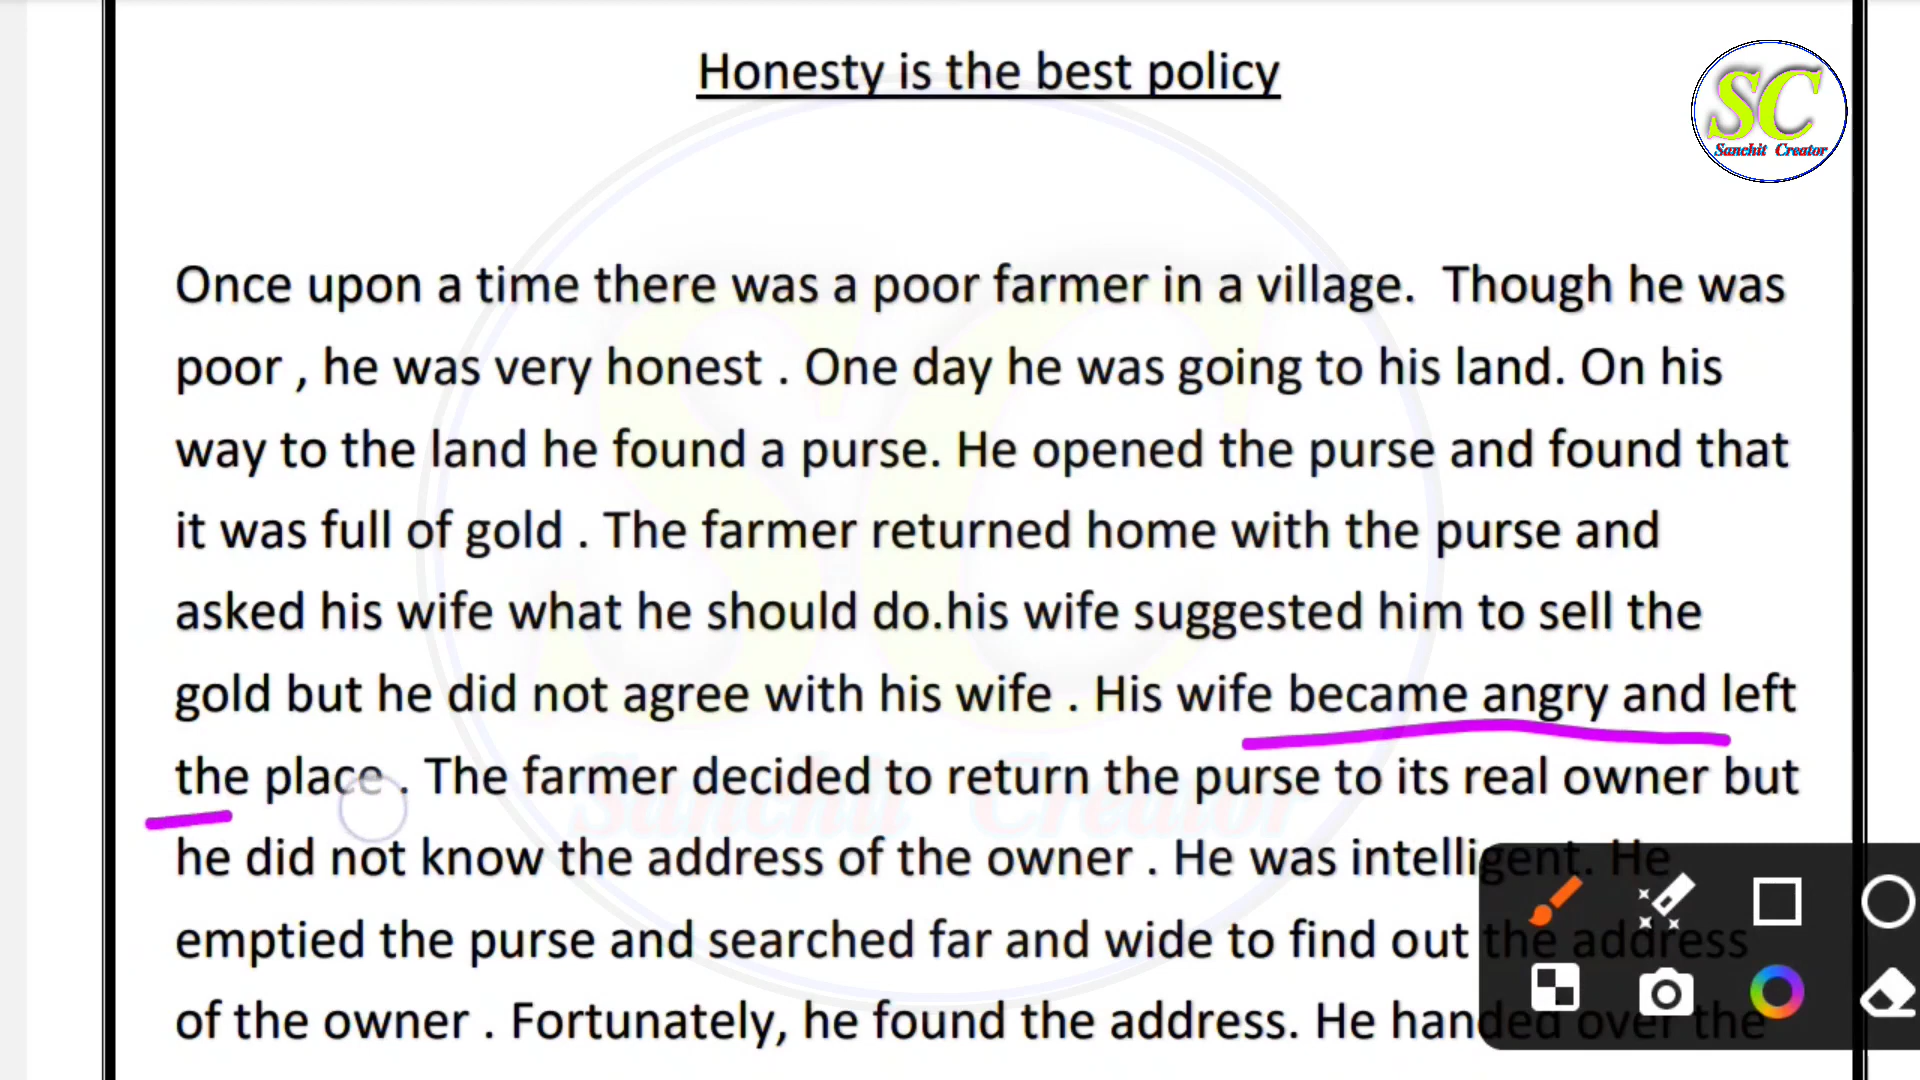 Honesty is the best policy
SC
Sanchit Creator
Once upon a time there was a poor farmer in a village. Though he was
poor , he was very honest . One day he was going to his land. On his
way to the land he found a purse. He opened the purse and found that
it was full of gold . The farmer returned home with the purse and
asked his wife what he should do.his wife suggested him to sell the
gold but he did not agree with his wife . His wife became angry and left
the place . The farmer decided to return the purse to its real owner but
he did not know the address of the owner . He was intelligent. He
emptied the purse and searched far and wide to find out the address
of the owner . Fortunately, he found the address. He handed over the
SC
Sanchit Creator